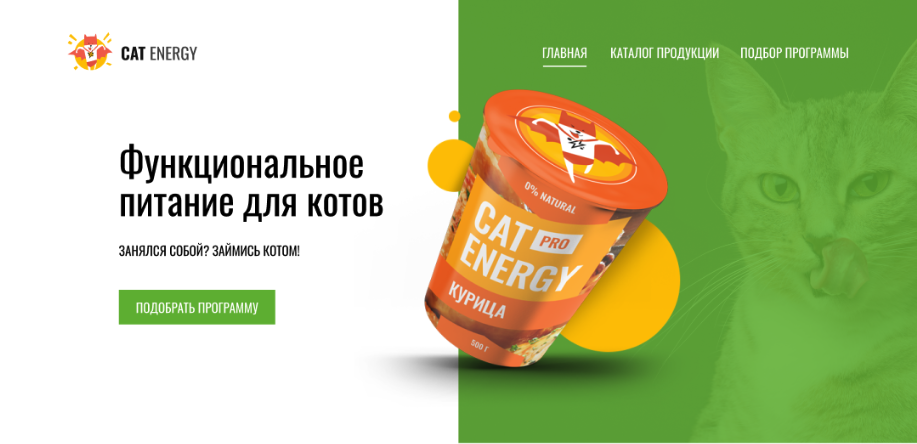 CAT ENERGY
ГЛАВНАЯ
КАТАЛОГ ПРОДУКЦИИ
ПОДБОР ПРОГРАММЫ
Функциональное
питание для котов
ЗАНЯЛСЯ СОБОЙ? ЗАЙМИСЬ КОТОМ!
ПОДОБРАТЬ ПРОГРАММУ
0% NATURAL
CAT PRO
ENERGY
КУРИЦА
500 г